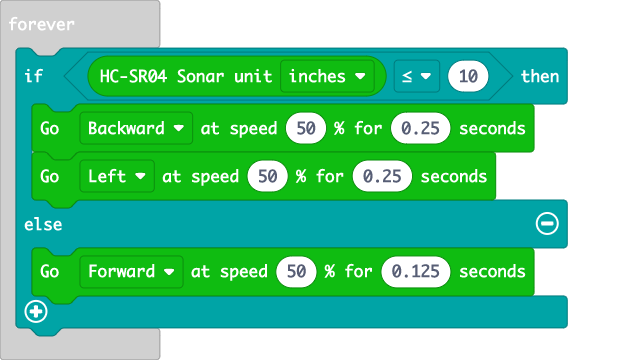 forever
if HC-SR04 Sonar unit inches ≤ 10 then
Go Backward at speed 50 % for 0.25 seconds
Go Left at speed 50 % for 0.25 seconds
else
Go Forward at speed 50 % for 0.125 seconds